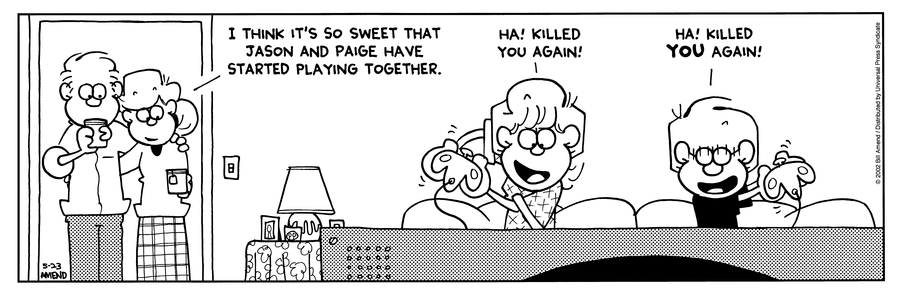 I THINK IT'S SO SWEET THAT
JASON AND PAIGE HAVE
STARTED PLAYING TOGETHER.
HA! KILLED
YOU AGAIN!
HA! KILLED
YOU AGAIN!
© 2002 Bill Amend / Distributed by Universal Press Syndicate
5-23
AMEND